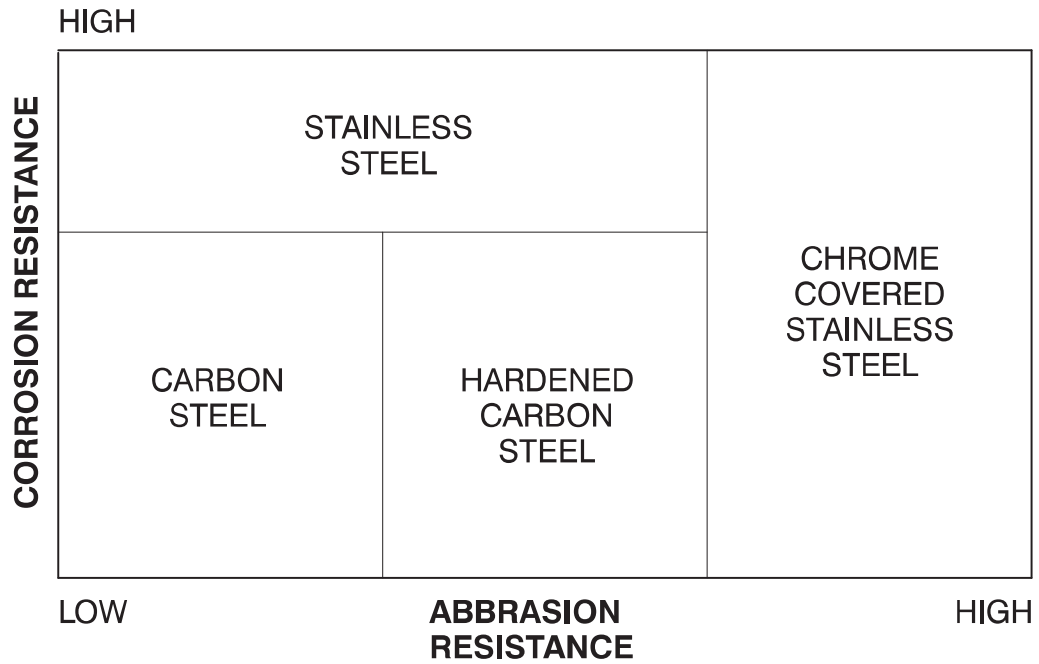 HIGH
CORROSION RESISTANCE
STAINLESS
STEEL
CHROME
COVERED
STAINLESS
STEEL
CARBON
STEEL
HARDENED
CARBON
STEEL
LOW
ABBRASION
RESISTANCE
HIGH